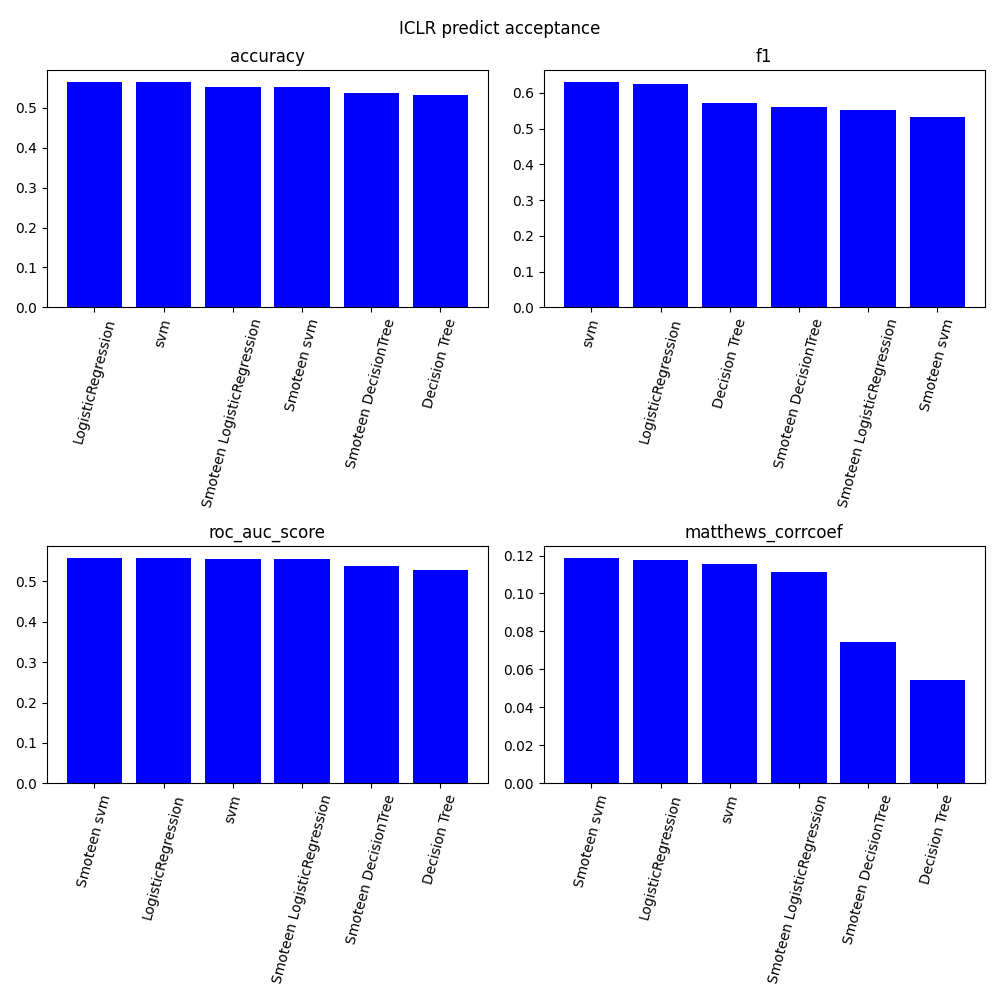 ICLR predict acceptance
accuracy
0.5
0.4
0.3
0.2
0.1
0.0
LogisticRegression
svm
Smoteen LogisticRegression
Smoteen svm
Smoteen DecisionTree
Decision Tree
f1
0.6
0.5
0.4
0.3
0.2
0.1
0.0
svm
LogisticRegression
Decision Tree
Smoteen DecisionTree
Smoteen LogisticRegression
Smoteen svm
roc_auc_score
0.5
0.4
0.3
0.2
0.1
0.0
Smoteen svm
LogisticRegression
svm
Smoteen LogisticRegression
Smoteen DecisionTree
Decision Tree
matthews_corrcoef
0.12
0.10
0.08
0.06
0.04
0.02
0.00
Smoteen svm
LogisticRegression
svm
Smoteen LogisticRegression
Smoteen DecisionTree
Decision Tree